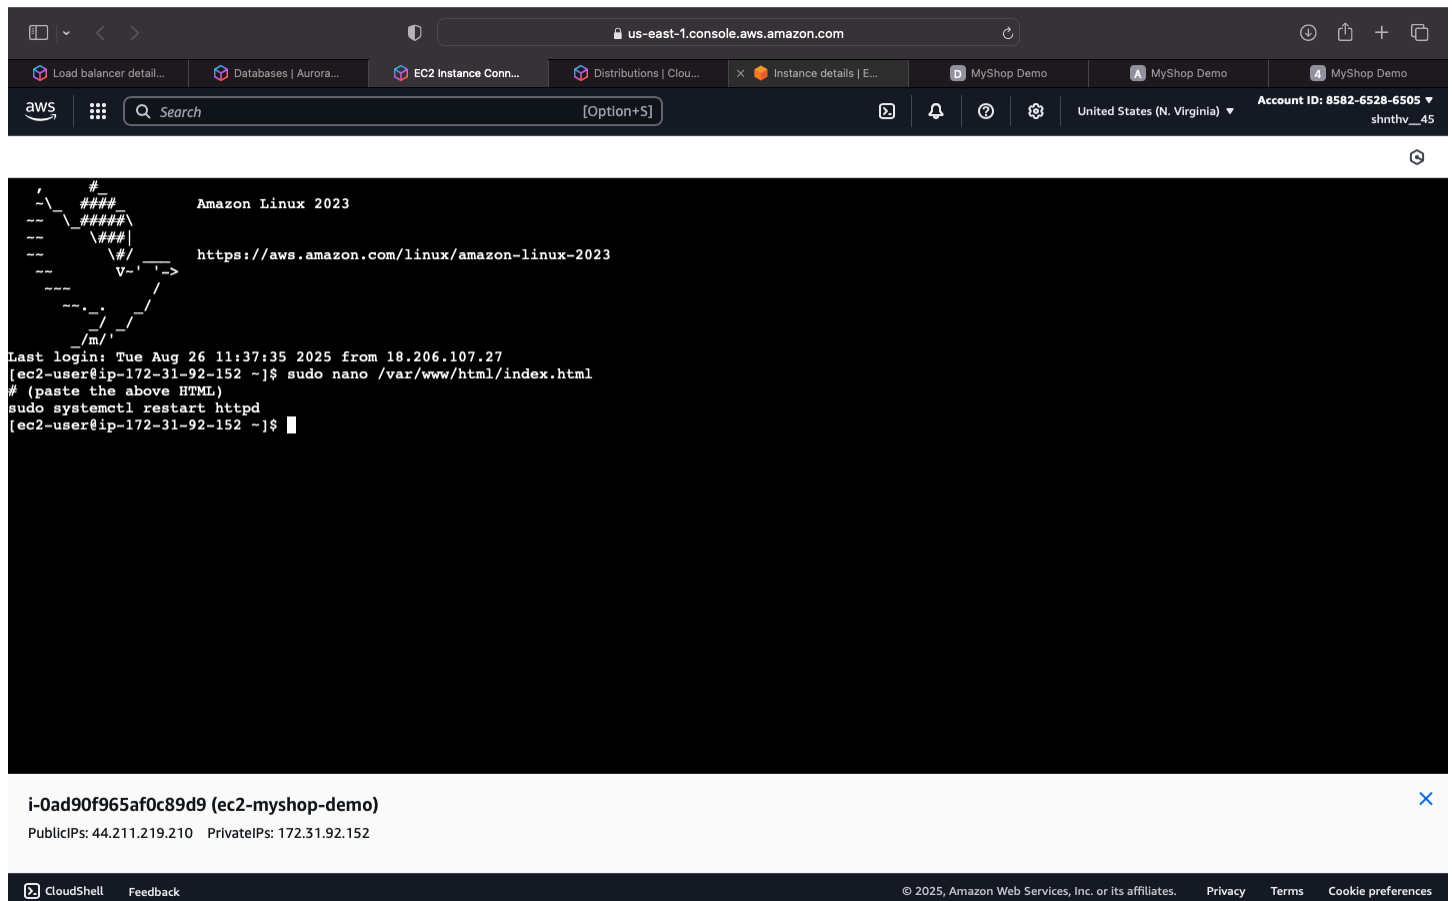 us-east-1.console.aws.amazon.com
Load balancer detail...
Databases | Aurora...
EC2 Instance Conn...
Distributions | Clou...
Instance details | E...
D MyShop Demo
A MyShop Demo
4 MyShop Demo
aws
Search
[Option+S]
United States (N. Virginia)
Account ID: 8582-6528-6505
shnthv__45
   ,     #_
   ~\_  ####_        Amazon Linux 2023
  ~~  \_#####\
  ~~     \###|
  ~~       \#/ ___   https://aws.amazon.com/linux/amazon-linux-2023
   ~~       V~' '->
    ~~~         /
      ~~._.   _/
         _/ _/
       _/m/'
Last login: Tue Aug 26 11:37:35 2025 from 18.206.107.27
[ec2-user@ip-172-31-92-152 ~]$ sudo nano /var/www/html/index.html
# (paste the above HTML)
sudo systemctl restart httpd
[ec2-user@ip-172-31-92-152 ~]$
i-0ad90f965af0c89d9 (ec2-myshop-demo)
PublicIPs: 44.211.219.210 PrivateIPs: 172.31.92.152
CloudShell Feedback © 2025, Amazon Web Services, Inc. or its affiliates. Privacy Terms Cookie preferences